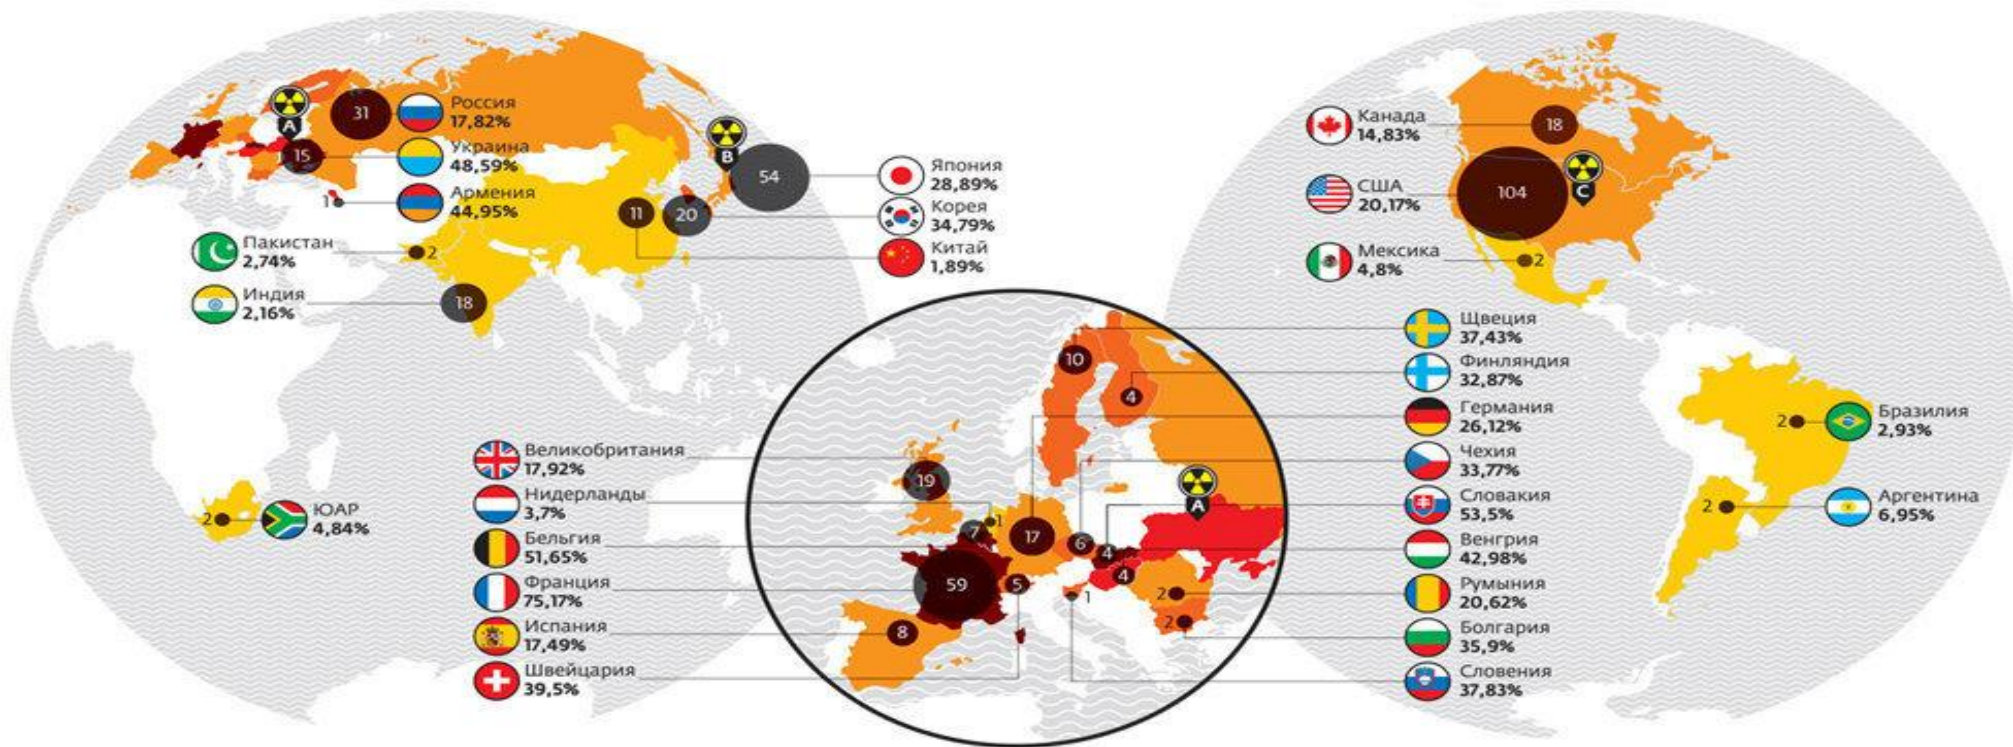 31
Россия
17,82%
A
15
Украина
48,59%
1
Армения
44,95%
Пакистан
2,74%
2
Индия
2,16%
18
B
54
Япония
28,89%
20
Корея
34,79%
11
Китай
1,89%
2
ЮАР
4,84%
Канада
14,83%
18
США
20,17%
104
C
Мексика
4,8%
2
2
Бразилия
2,93%
2
Аргентина
6,95%
Великобритания
17,92%
19
Нидерланды
3,7%
1
Бельгия
51,65%
7
Франция
75,17%
59
Испания
17,49%
8
Швейцария
39,5%
5
10
Щвеция
37,43%
4
Финляндия
32,87%
17
Германия
26,12%
6
Чехия
33,77%
A
4
Словакия
53,5%
4
Венгрия
42,98%
2
Румыния
20,62%
2
Болгария
35,9%
1
Словения
37,83%